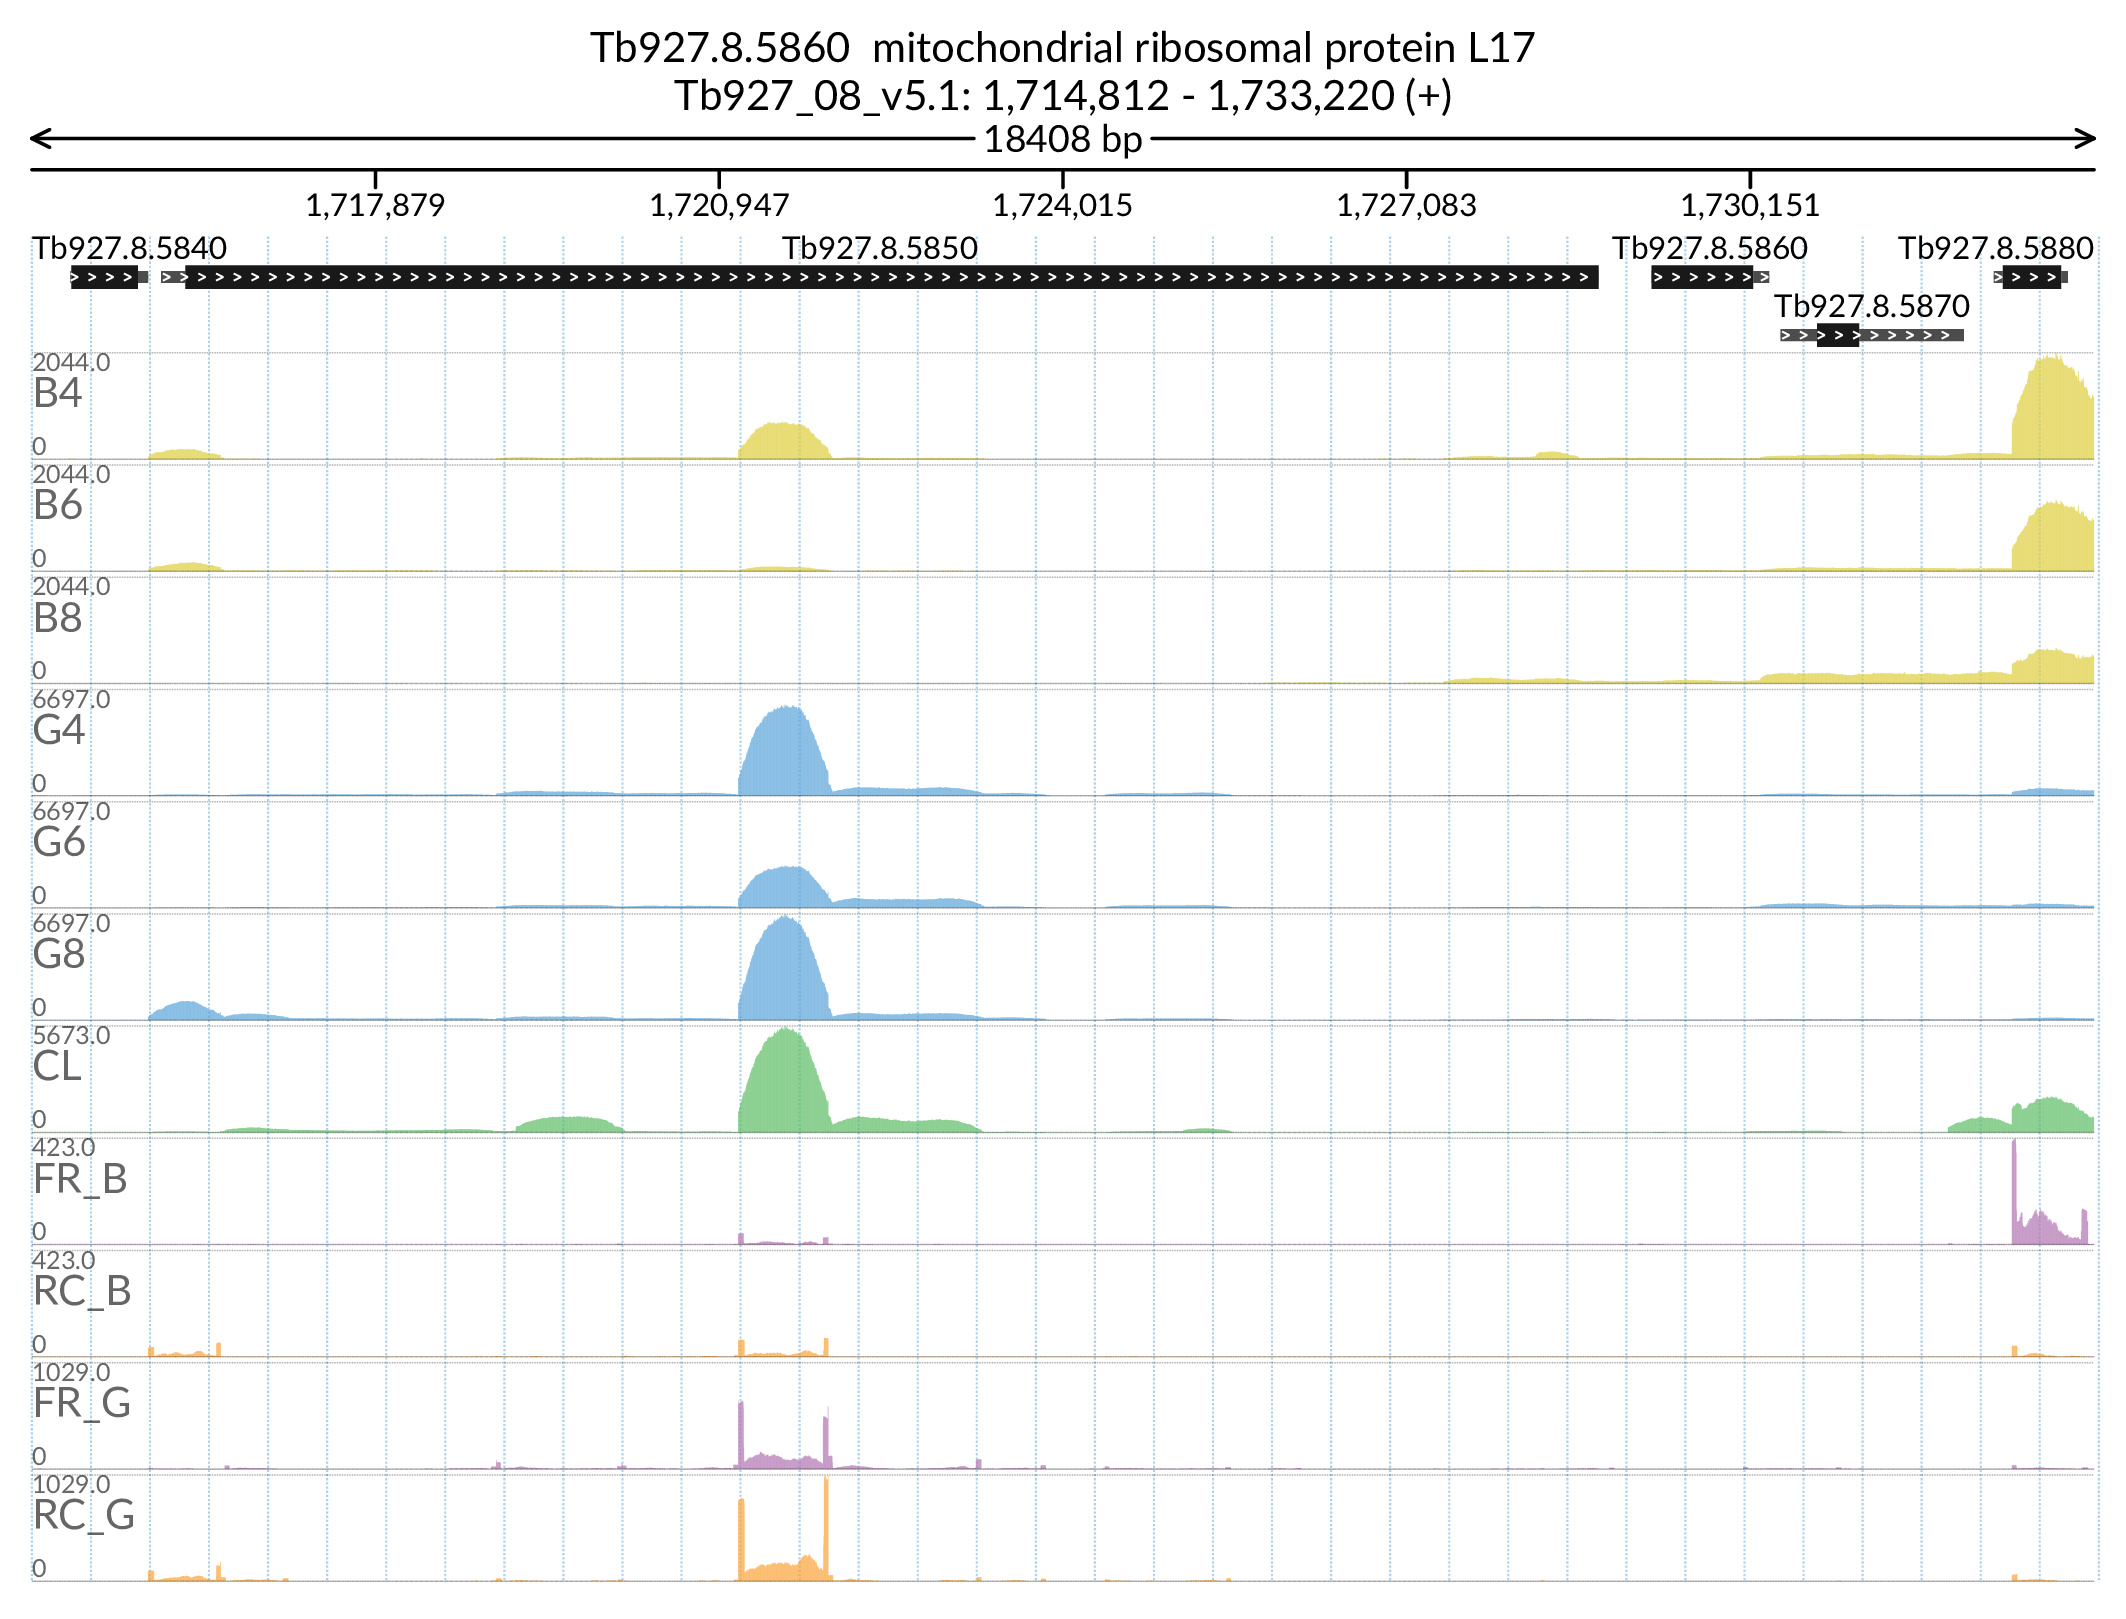 Tb927.8.5860  mitochondrial ribosomal protein L17
Tb927_08_v5.1: 1,714,812 - 1,733,220 (+)
18408 bp
1,717,879 1,720,947 1,724,015 1,727,083 1,730,151
Tb927.8.5840 Tb927.8.5850 Tb927.8.5860 Tb927.8.5880
Tb927.8.5870
2044.0
B4
0
2044.0
B6
0
2044.0
B8
0
6697.0
G4
0
6697.0
G6
0
6697.0
G8
0
5673.0
CL
0
423.0
FR_B
0
423.0
RC_B
0
1029.0
FR_G
0
1029.0
RC_G
0